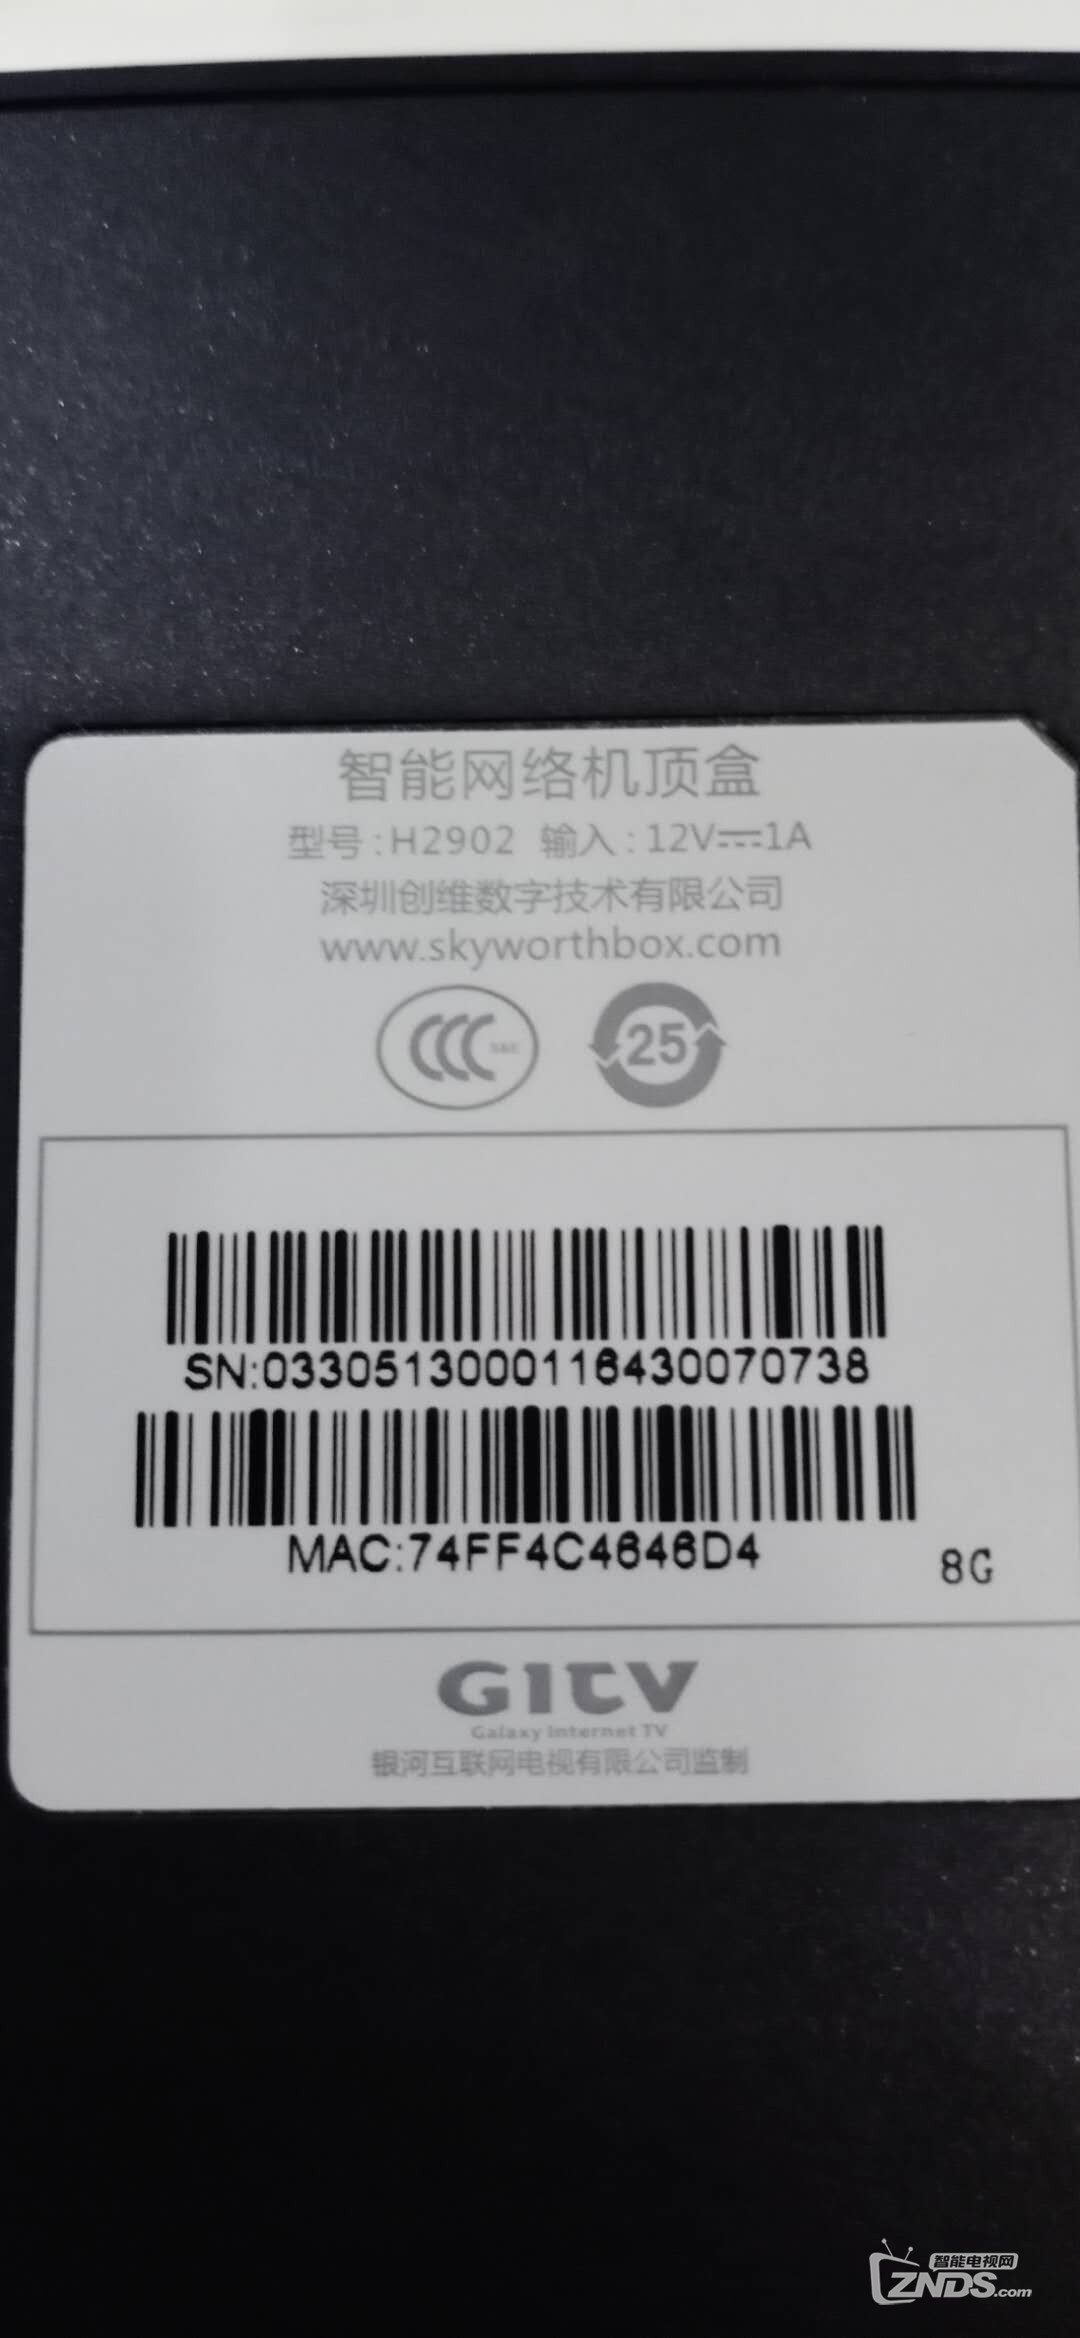 智能网络机顶盒
型号:H2902 输入:12V⎓1A
深圳创维数字技术有限公司
www.skyworthbox.com
CCC S&E
25
SN:0330513000116430070738
MAC:74FF4C4646D4
8G
GITV
Galaxy Internet TV
银河互联网电视有限公司监制
智能电视网
ZNDS.com